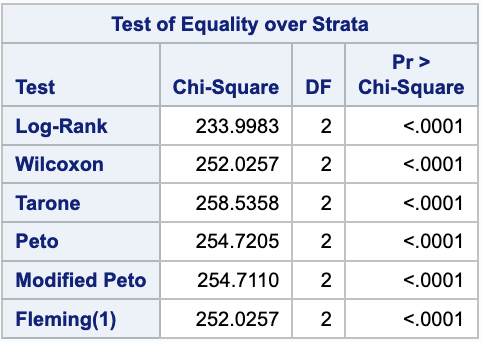 Test of Equality over Strata
Test Chi-Square DF Pr > Chi-Square
Log-Rank 233.9983 2 <.0001
Wilcoxon 252.0257 2 <.0001
Tarone 258.5358 2 <.0001
Peto 254.7205 2 <.0001
Modified Peto 254.7110 2 <.0001
Fleming(1) 252.0257 2 <.0001